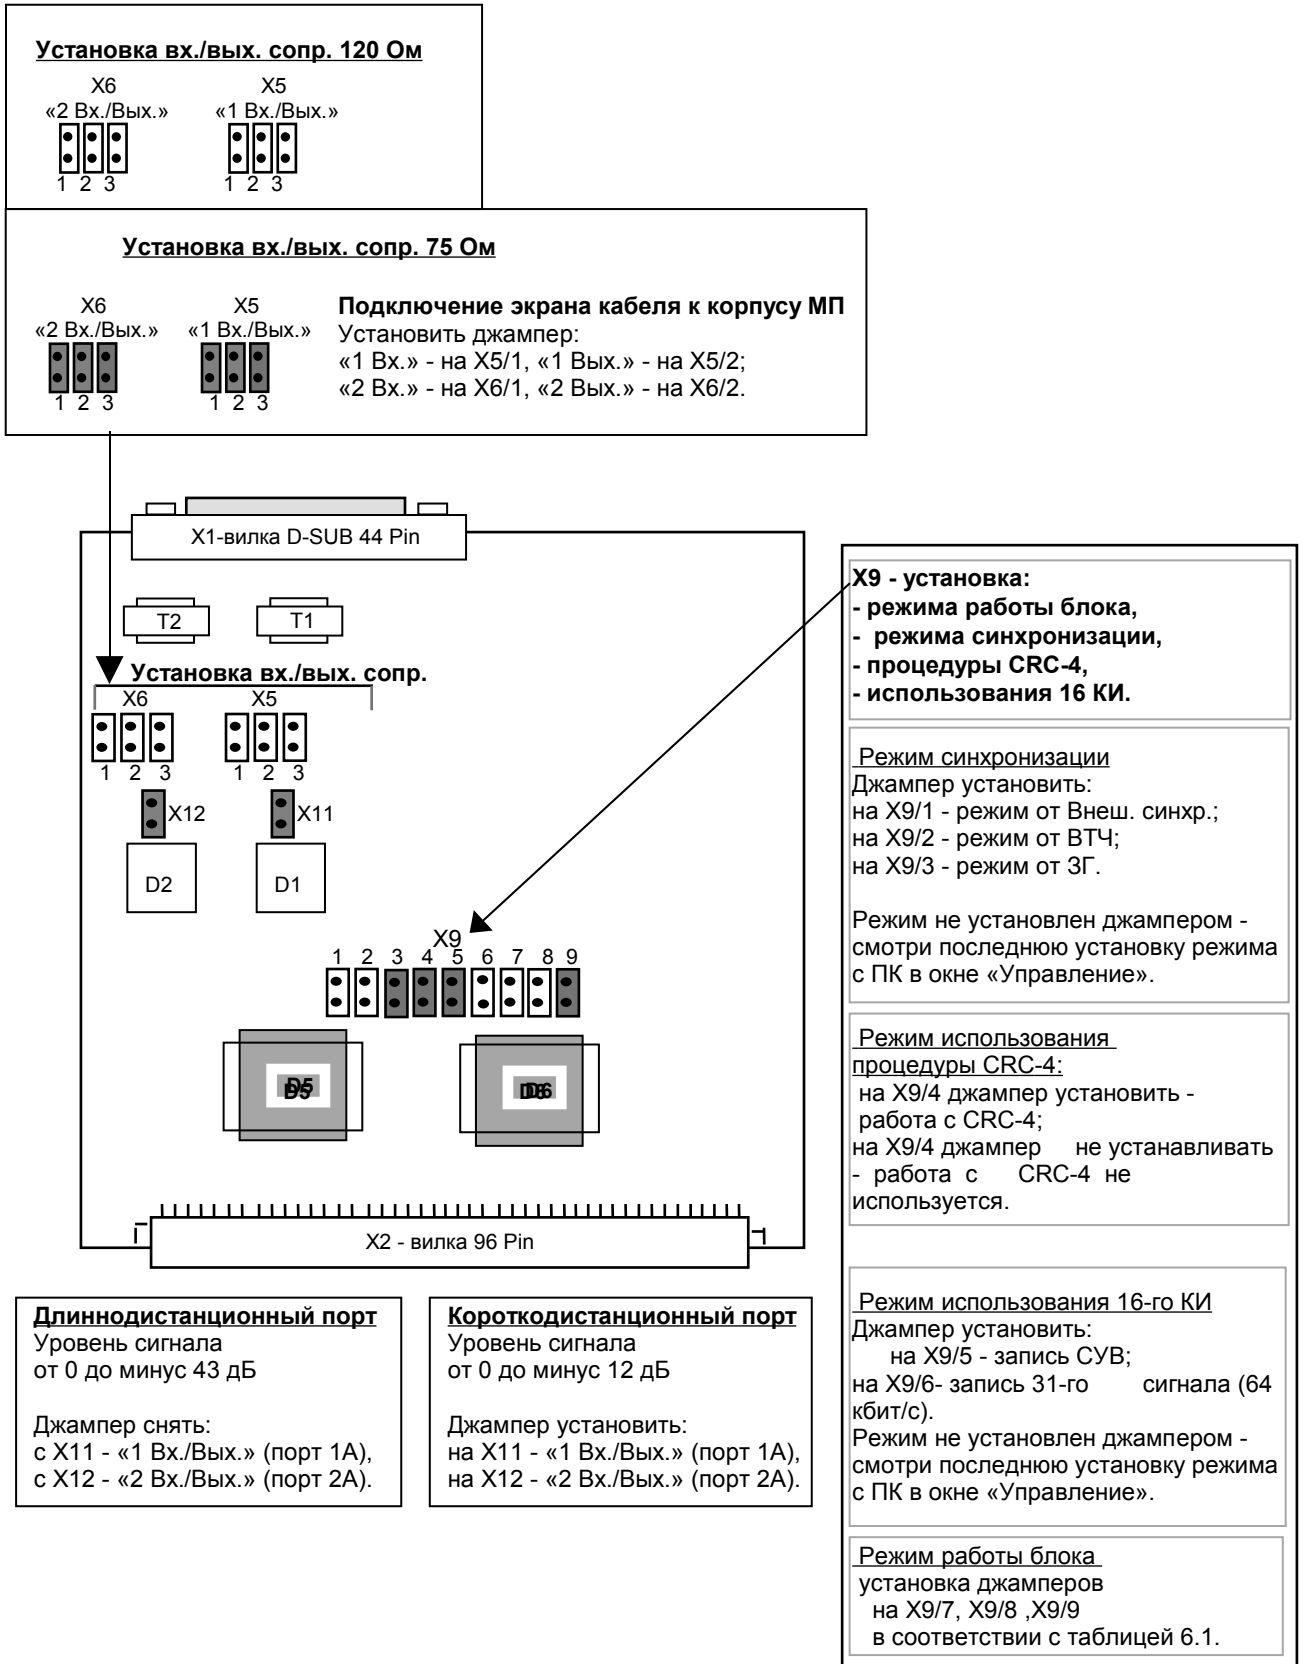 Установка вх./вых. сопр. 120 Ом
X6 X5
«2 Вх./Вых.» «1 Вх./Вых.»
1 2 3 1 2 3
Установка вх./вых. сопр. 75 Ом
X6 X5
«2 Вх./Вых.» «1 Вх./Вых.»
1 2 3 1 2 3
Подключение экрана кабеля к корпусу МП
Установить джампер:
«1 Вх.» - на X5/1, «1 Вых.» - на X5/2;
«2 Вх.» - на X6/1, «2 Вых.» - на X6/2.
X1-вилка D-SUB 44 Pin
T2 T1
Установка вх./вых. сопр.
X6 X5
1 2 3 1 2 3
X12 X11
D2 D1
X9
1 2 3 4 5 6 7 8 9
D5 D6
X2 - вилка 96 Pin
X9 - установка:
- режима работы блока,
- режима синхронизации,
- процедуры CRC-4,
- использования 16 КИ.
Режим синхронизации
Джампер установить:
на X9/1 - режим от Внеш. синхр.;
на X9/2 - режим от ВТЧ;
на X9/3 - режим от ЗГ.
Режим не установлен джампером -
смотри последнюю установку режима
с ПК в окне «Управление».
Режим использования
процедуры CRC-4:
на X9/4 джампер установить -
работа с CRC-4;
на X9/4 джампер не устанавливать
- работа с CRC-4 не
используется.
Режим использования 16-го КИ
Джампер установить:
на X9/5 - запись СУВ;
на X9/6- запись 31-го сигнала (64
кбит/с).
Режим не установлен джампером -
смотри последнюю установку режима
с ПК в окне «Управление».
Режим работы блока
установка джамперов
на X9/7, X9/8 ,X9/9
в соответствии с таблицей 6.1.
Длиннодистанционный порт
Уровень сигнала
от 0 до минус 43 дБ
Джампер снять:
с X11 - «1 Вх./Вых.» (порт 1А),
с X12 - «2 Вх./Вых.» (порт 2А).
Короткодистанционный порт
Уровень сигнала
от 0 до минус 12 дБ
Джампер установить:
на X11 - «1 Вх./Вых.» (порт 1А),
на X12 - «2 Вх./Вых.» (порт 2А).